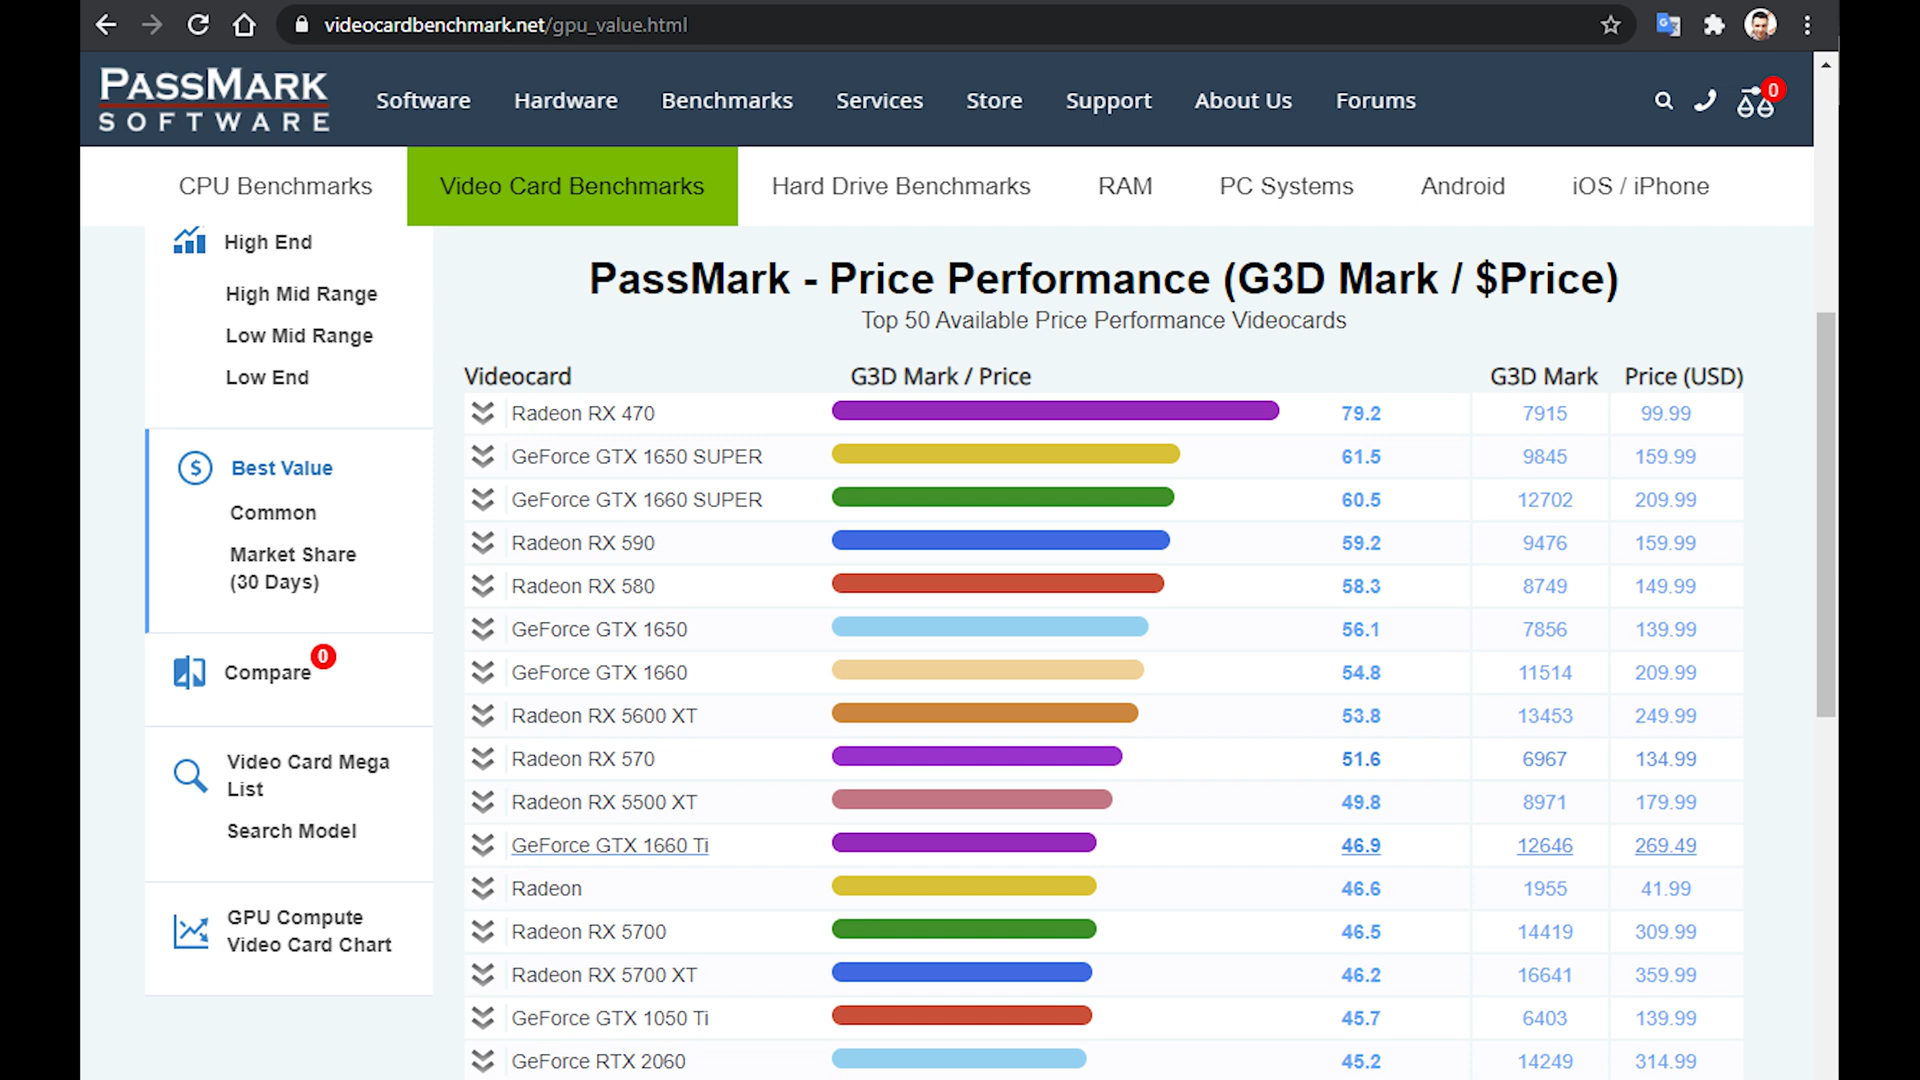 videocardbenchmark.net/gpu_value.html
PASSMARK
SOFTWARE
Software Hardware Benchmarks Services Store Support About Us Forums
0
CPU Benchmarks Video Card Benchmarks Hard Drive Benchmarks RAM PC Systems Android iOS / iPhone
High End
High Mid Range
Low Mid Range
Low End
$ Best Value
Common
Market Share
(30 Days)
Compare 0
Video Card Mega
List
Search Model
GPU Compute
Video Card Chart
PassMark - Price Performance (G3D Mark / $Price)
Top 50 Available Price Performance Videocards
Videocard G3D Mark / Price G3D Mark Price (USD)
Radeon RX 470 79.2 7915 99.99
GeForce GTX 1650 SUPER 61.5 9845 159.99
GeForce GTX 1660 SUPER 60.5 12702 209.99
Radeon RX 590 59.2 9476 159.99
Radeon RX 580 58.3 8749 149.99
GeForce GTX 1650 56.1 7856 139.99
GeForce GTX 1660 54.8 11514 209.99
Radeon RX 5600 XT 53.8 13453 249.99
Radeon RX 570 51.6 6967 134.99
Radeon RX 5500 XT 49.8 8971 179.99
GeForce GTX 1660 Ti 46.9 12646 269.49
Radeon 46.6 1955 41.99
Radeon RX 5700 46.5 14419 309.99
Radeon RX 5700 XT 46.2 16641 359.99
GeForce GTX 1050 Ti 45.7 6403 139.99
GeForce RTX 2060 45.2 14249 314.99